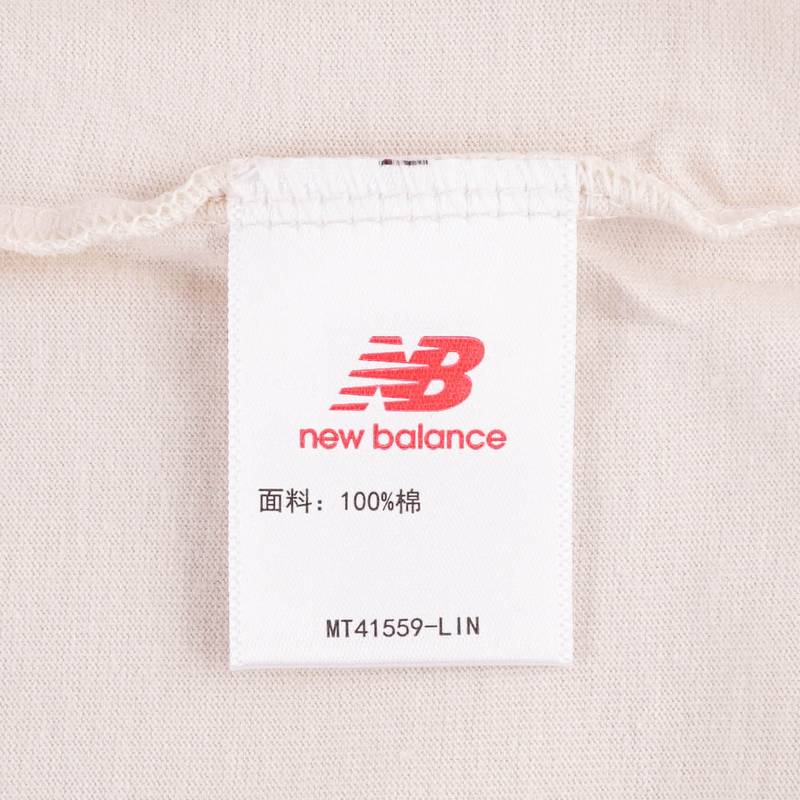 NB
new balance
面料：100%棉
MT41559-LIN